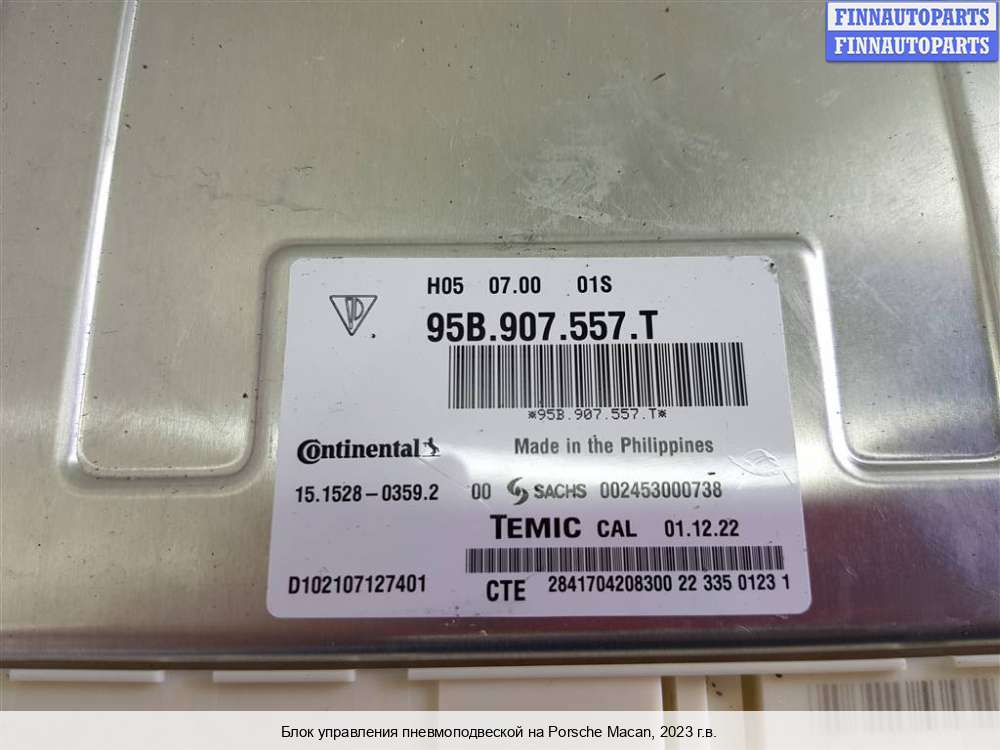 FINNAUTOPARTS
FINNAUTOPARTS
H05 07.00 01S
95B.907.557.T
*95B.907.557.T*
Continental Made in the Philippines
15.1528-0359.2 00 SACHS 002453000738
TEMIC CAL 01.12.22
D102107127401 CTE 2841704208300 22 335 0123 1
Блок управления пневмоподвеской на Porsche Macan, 2023 г.в.